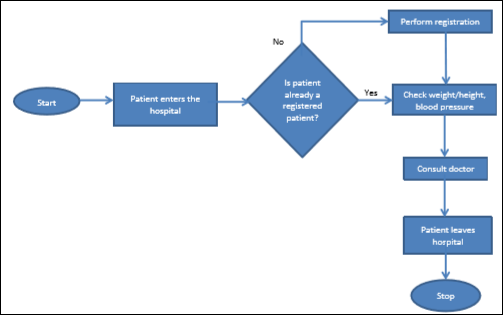 Start
Patient enters the
hospital
Is patient
already a
registered
patient?
No
Yes
Perform registration
Check weight/height,
blood pressure
Consult doctor
Patient leaves
horpital
Stop